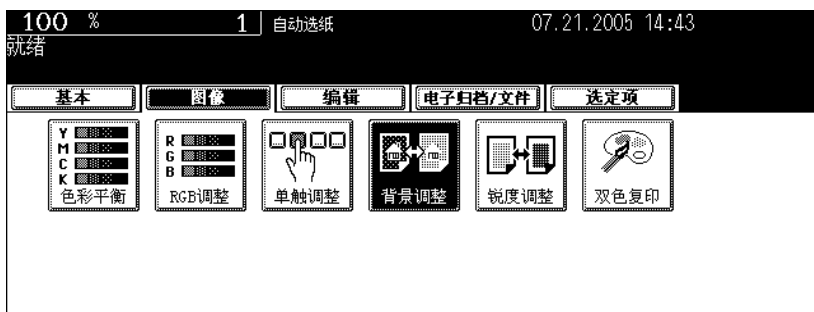 100 % 1 自动选纸 07.21.2005 14:43
就绪
基本 图像 编辑 电子归档/文件 选定项
Y
M
C
K
色彩平衡
R
G
B
RGB调整
单触调整
背景调整
锐度调整
双色复印